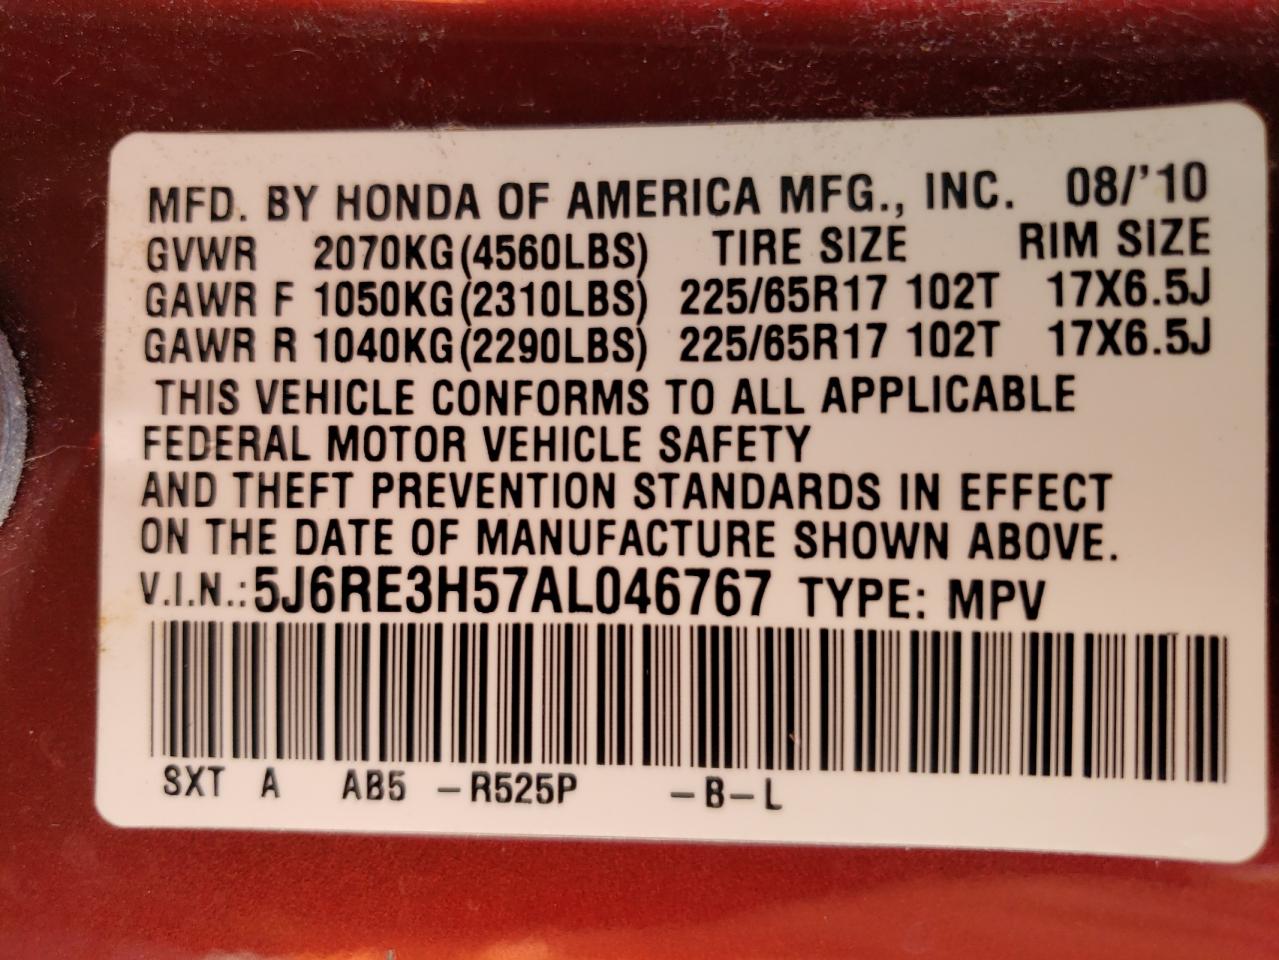 MFD. BY HONDA OF AMERICA MFG., INC. 08/'10
GVWR 2070KG(4560LBS) TIRE SIZE RIM SIZE
GAWR F 1050KG(2310LBS) 225/65R17 102T 17X6.5J
GAWR R 1040KG(2290LBS) 225/65R17 102T 17X6.5J
THIS VEHICLE CONFORMS TO ALL APPLICABLE
FEDERAL MOTOR VEHICLE SAFETY
AND THEFT PREVENTION STANDARDS IN EFFECT
ON THE DATE OF MANUFACTURE SHOWN ABOVE.
V.I.N.:5J6RE3H57AL046767 TYPE: MPV
SXT A AB5 -R525P -B-L